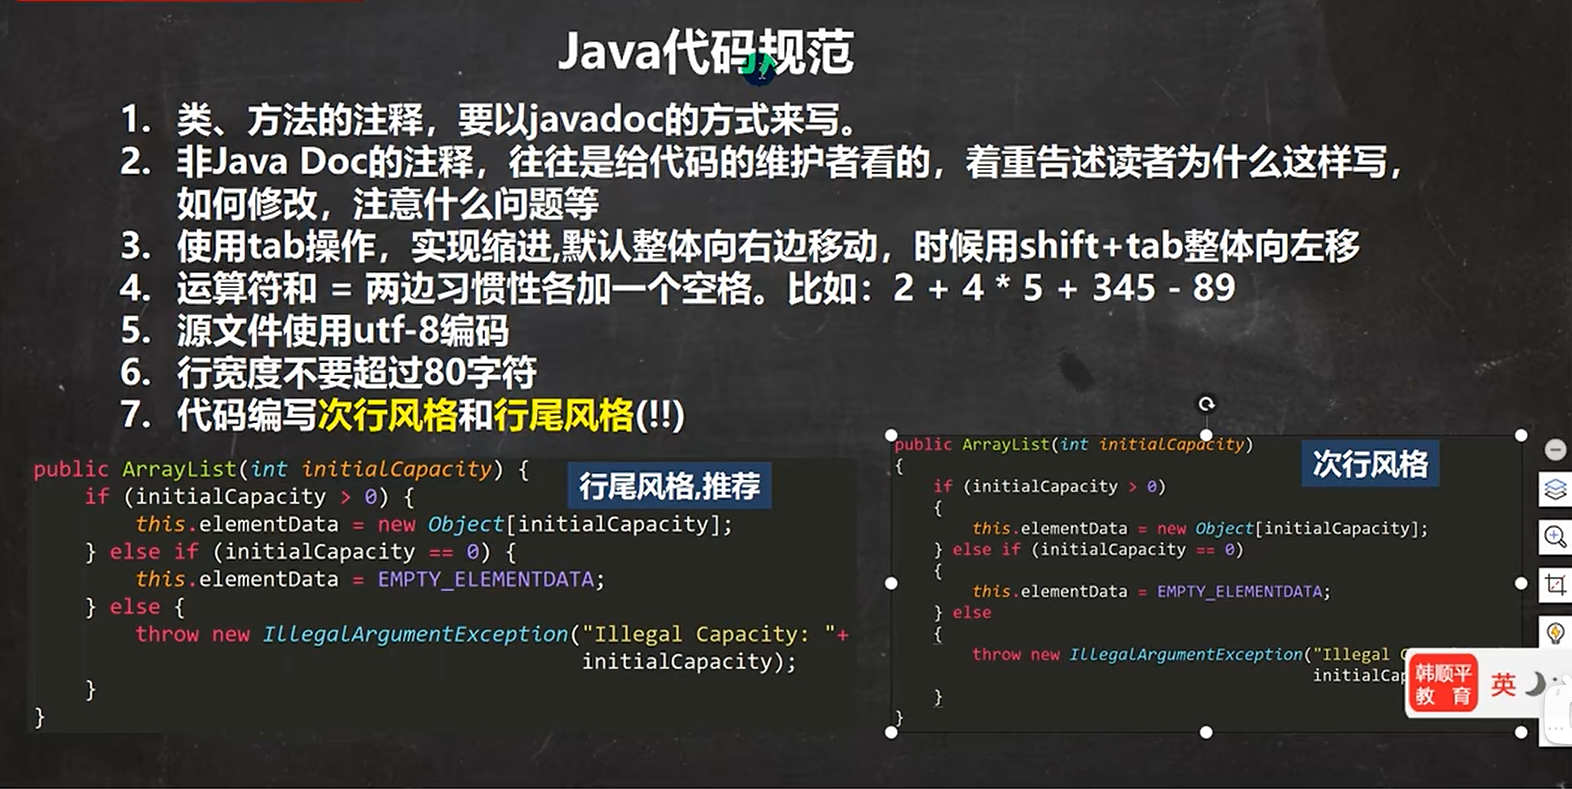 Java代码规范
1. 类、方法的注释，要以javadoc的方式来写。
2. 非Java Doc的注释，往往是给代码的维护者看的，着重告述读者为什么这样写，
如何修改，注意什么问题等
3. 使用tab操作，实现缩进,默认整体向右边移动，时候用shift+tab整体向左移
4. 运算符和 = 两边习惯性各加一个空格。比如：2 + 4 * 5 + 345 - 89
5. 源文件使用utf-8编码
6. 行宽度不要超过80字符
7. 代码编写次行风格和行尾风格(!!)
public ArrayList(int initialCapacity) {
if (initialCapacity > 0) {
this.elementData = new Object[initialCapacity];
} else if (initialCapacity == 0) {
this.elementData = EMPTY_ELEMENTDATA;
} else {
throw new IllegalArgumentException("Illegal Capacity: "+
initialCapacity);
}
}
行尾风格,推荐
public ArrayList(int initialCapacity)
{
if (initialCapacity > 0)
{
this.elementData = new Object[initialCapacity];
} else if (initialCapacity == 0)
{
this.elementData = EMPTY_ELEMENTDATA;
} else
{
throw new IllegalArgumentException("Illegal
initialCap
}
}
次行风格
韩顺平
教 育
英